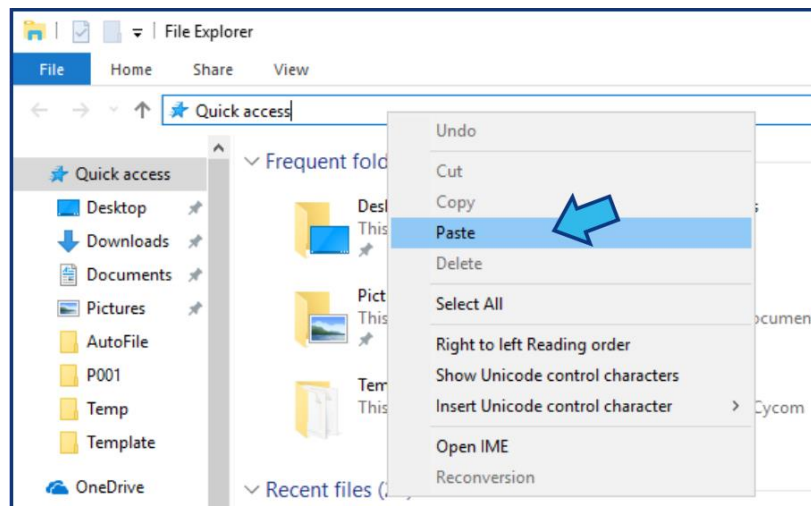 File Explorer
File Home Share View
Quick access
Quick access
Desktop
Downloads
Documents
Pictures
AutoFile
P001
Temp
Template
OneDrive
Frequent fold
Desl
This
Pict
This
Tem
This
Recent files (2
Undo
Cut
Copy
Paste
Delete
Select All
Right to left Reading order
Show Unicode control characters
Insert Unicode control character
Open IME
Reconversion
ocumen
Cycom